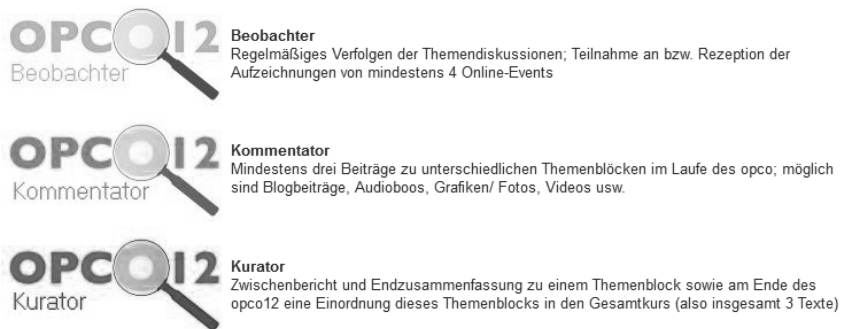 OPCO12
Beobachter
Beobachter
Regelmäßiges Verfolgen der Themendiskussionen; Teilnahme an bzw. Rezeption der
Aufzeichnungen von mindestens 4 Online-Events
OPCO12
Kommentator
Kommentator
Mindestens drei Beiträge zu unterschiedlichen Themenblöcken im Laufe des opco; möglich
sind Blogbeiträge, Audioboos, Grafiken/ Fotos, Videos usw.
OPCO12
Kurator
Kurator
Zwischenbericht und Endzusammenfassung zu einem Themenblock sowie am Ende des
opco12 eine Einordnung dieses Themenblocks in den Gesamtkurs (also insgesamt 3 Texte)